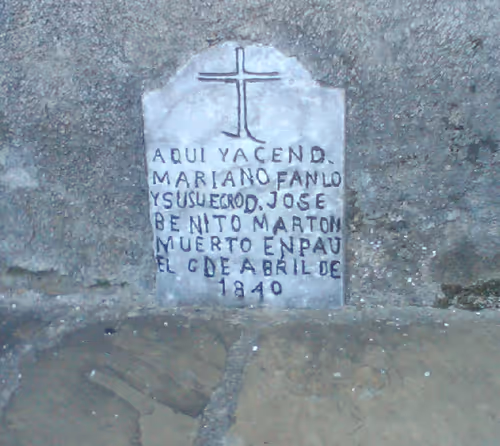 AQUI YACEN D.
MARIANO FANLO
Y SU SUEGRO D. JOSE
BENITO MARTON
MUERTO EN PAU
EL 6 DE ABRIL DE
1840